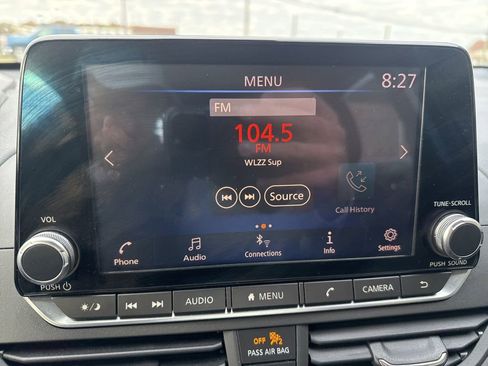 MENU 8:27
FM
104.5
FM
WLZZ Sup
Source
Call History
VOL
TUNE·SCROLL
Phone Audio Connections Info Settings
PUSH
PUSH SOUND
AUDIO MENU CAMERA
OFF 2
PASS AIR BAG